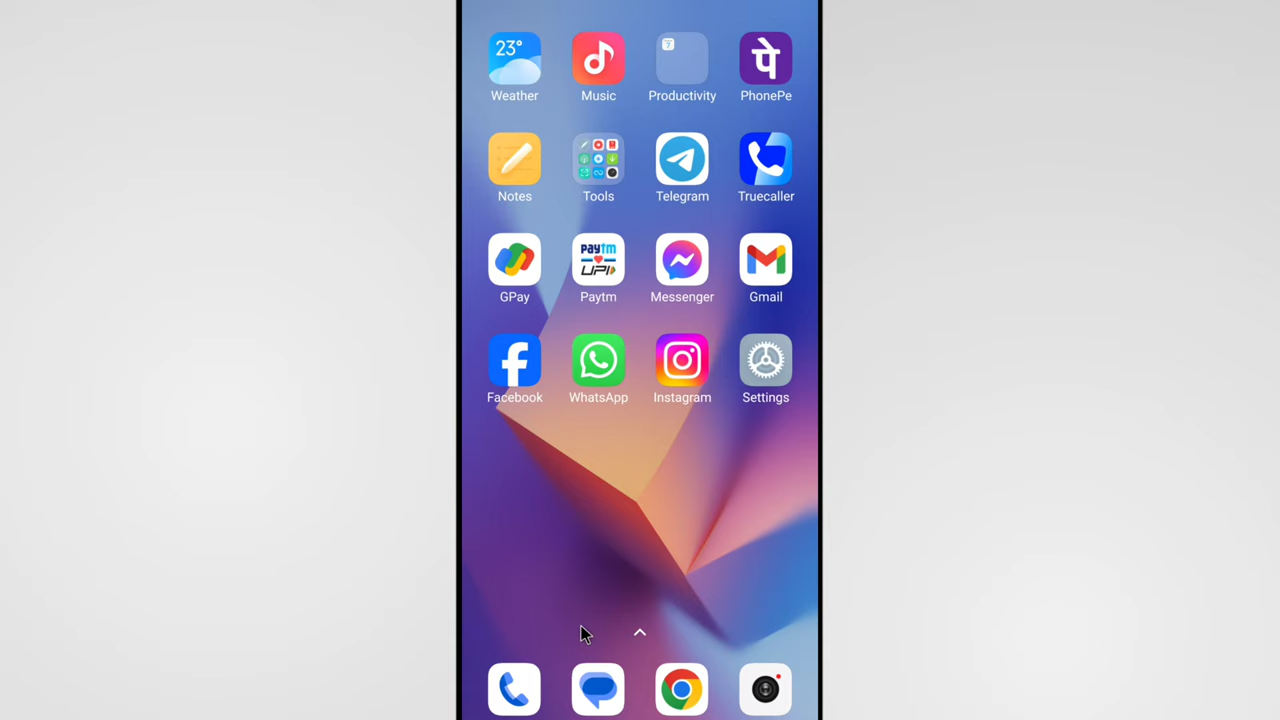 23°
7
पे
Weather
Music
Productivity
PhonePe
Notes
Tools
Telegram
Truecaller
paytm
UPI
GPay
Paytm
Messenger
Gmail
Facebook
WhatsApp
Instagram
Settings